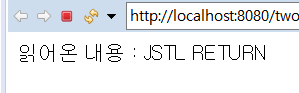 http://localhost:8080/two
읽어온 내용 : JSTL RETURN